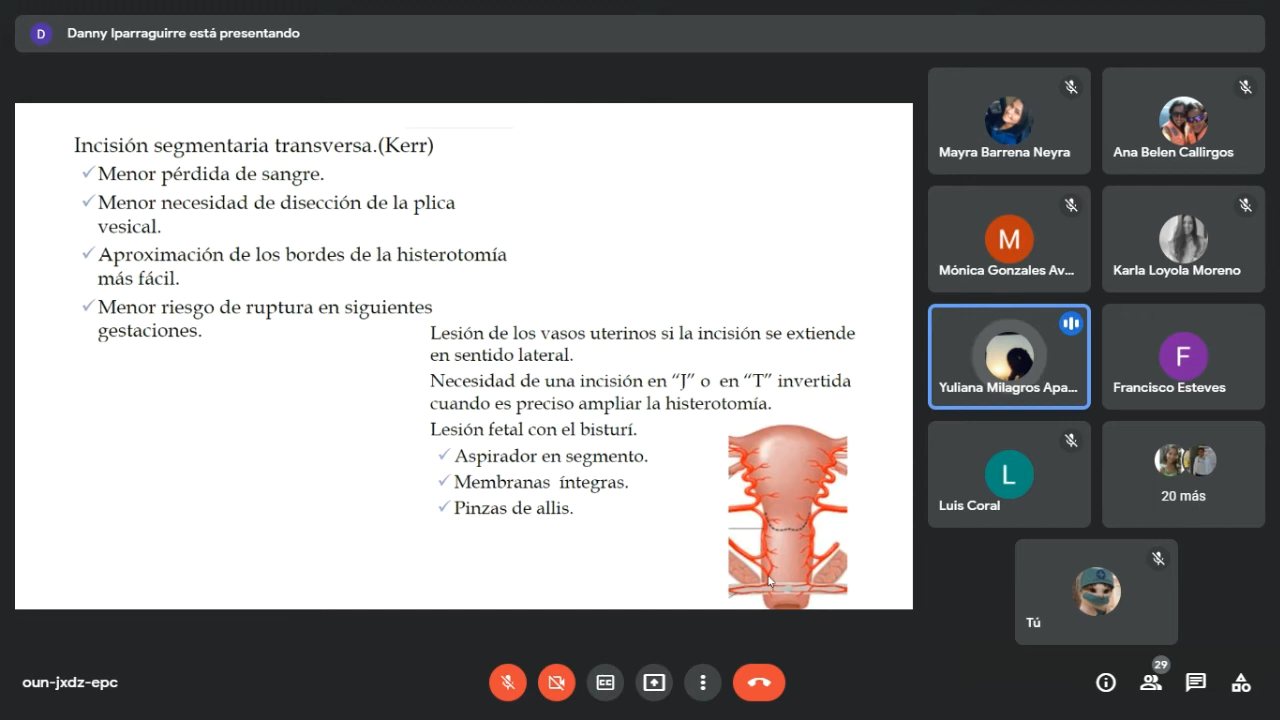 D
Danny Iparraguirre está presentando
Incisión segmentaria transversa.(Kerr)
✓Menor pérdida de sangre.
✓Menor necesidad de disección de la plica
vesical.
✓Aproximación de los bordes de la histerotomía
más fácil.
✓Menor riesgo de ruptura en siguientes
gestaciones.
Lesión de los vasos uterinos si la incisión se extiende
en sentido lateral.
Necesidad de una incisión en “J” o en “T” invertida
cuando es preciso ampliar la histerotomía.
Lesión fetal con el bisturí.
✓Aspirador en segmento.
✓Membranas íntegras.
✓Pinzas de allis.
Mayra Barrena Neyra
Ana Belen Callirgos
M
Mónica Gonzales Av...
Karla Loyola Moreno
Yuliana Milagros Apa...
F
Francisco Esteves
L
Luis Coral
20 más
Tú
oun-jxdz-epc
CC
29